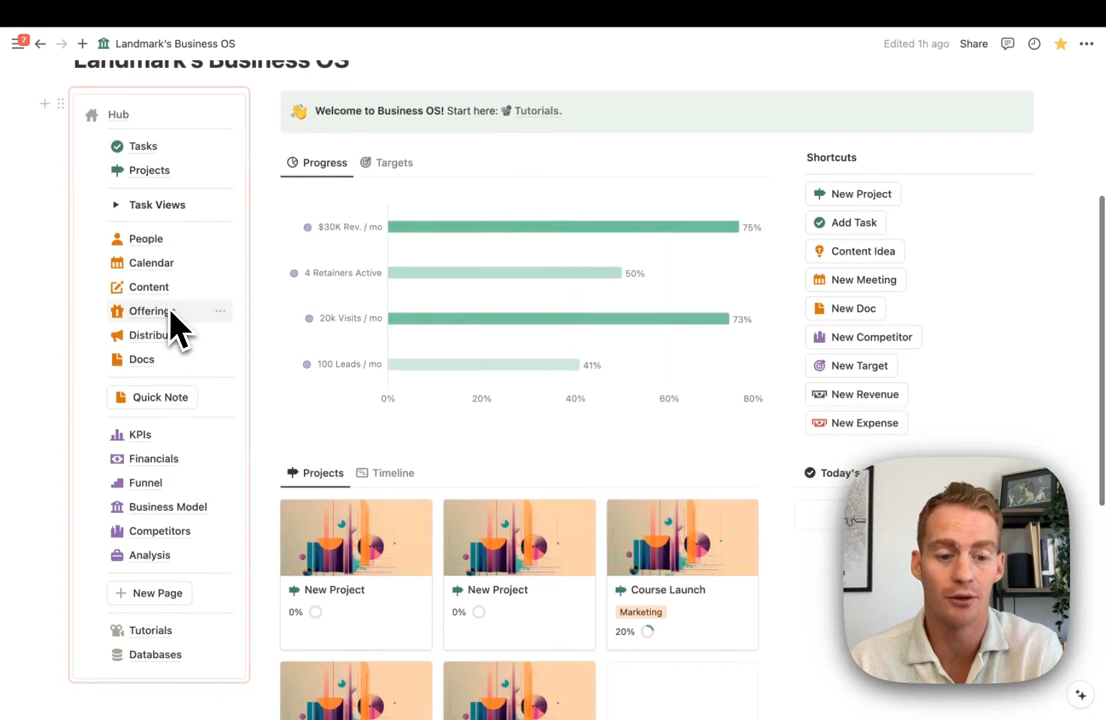 7
Landmark's Business OS
Edited 1h ago
Share
Landmark's Business OS
Hub
Tasks
Projects
Task Views
People
Calendar
Content
Docs
Quick Note
KPIs
Financials
Funnel
Business Model
Competitors
Analysis
New Page
Tutorials
Databases
Welcome to Business OS! Start here: Tutorials.
Progress
Targets
$30K Rev. / mo
75%
4 Retainers Active
50%
20k Visits / mo
73%
100 Leads / mo
41%
0%
20%
40%
60%
80%
Shortcuts
New Project
Add Task
Content Idea
New Meeting
New Doc
New Competitor
New Target
New Revenue
New Expense
Projects
Timeline
New Project
0%
New Project
0%
Course Launch
Marketing
20%
Today's